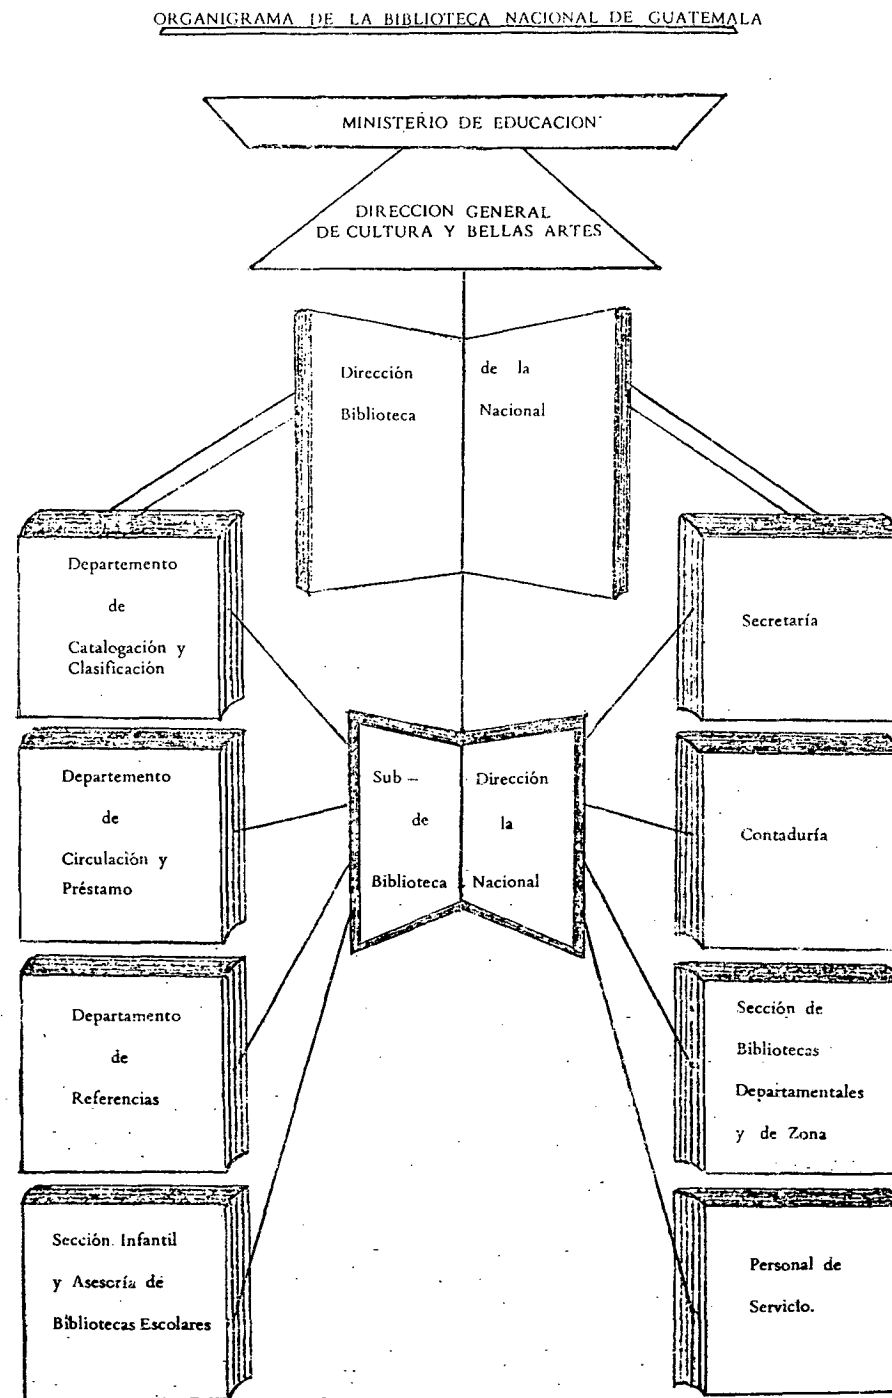 ORGANIGRAMA DE LA BIBLIOTECA NACIONAL DE GUATEMALA
MINISTERIO DE EDUCACION
DIRECCION GENERAL
DE CULTURA Y BELLAS ARTES
Dirección de la
Biblioteca Nacional
Departemento
de
Catalogación y
Clasificación
Secretaría
Departemento
de
Circulación y
Préstamo
Sub – Dirección
de la
Biblioteca Nacional
Contaduría
Departamento
de
Referencias
Sección de
Bibliotecas
Departamentales
y de Zona
Sección Infantil
y Asesoría de
Bibliotecas Escolares
Personal de
Servicio.